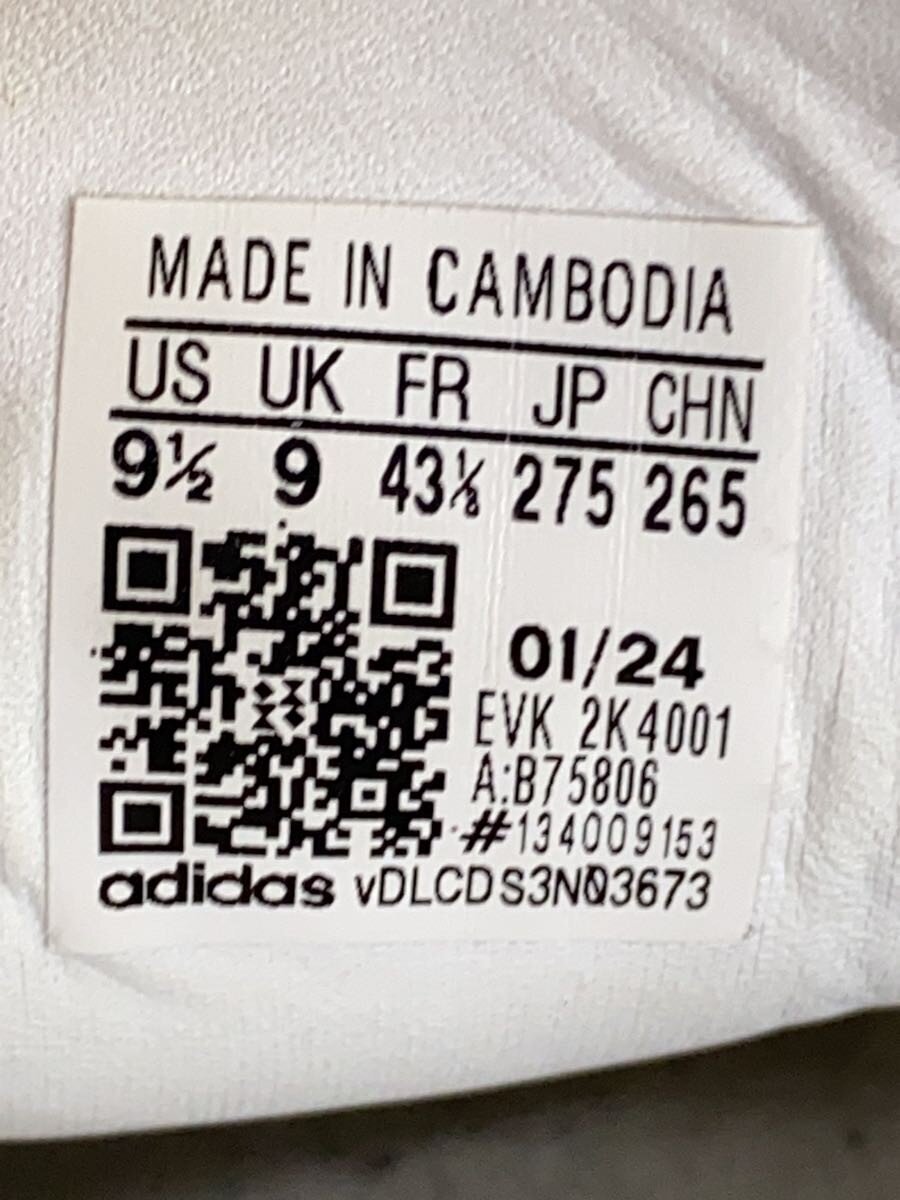 MADE IN CAMBODIA
US UK FR JP CHN
9½ 9 43⅓ 275 265
01/24
EVK 2K4001
A:B75806
#134009153
adidas vDLCDS3N03673